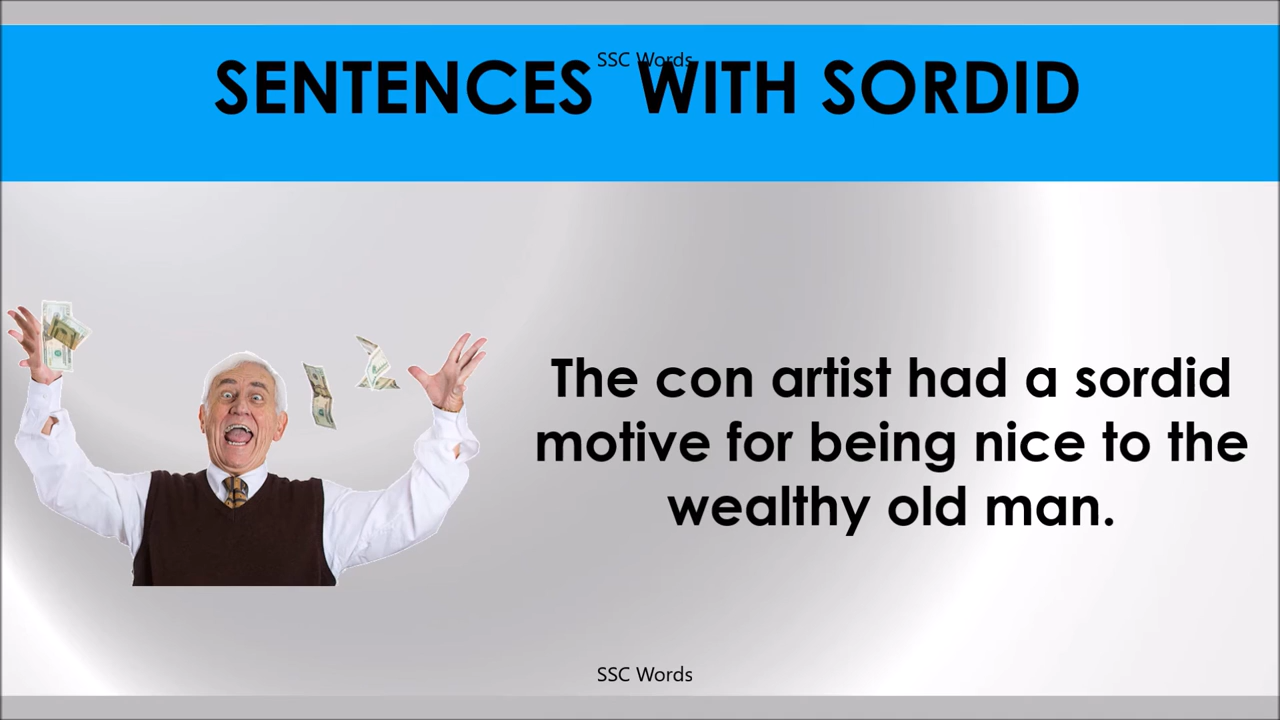 SSC Words
SENTENCES WITH SORDID
The con artist had a sordid
motive for being nice to the
wealthy old man.
SSC Words